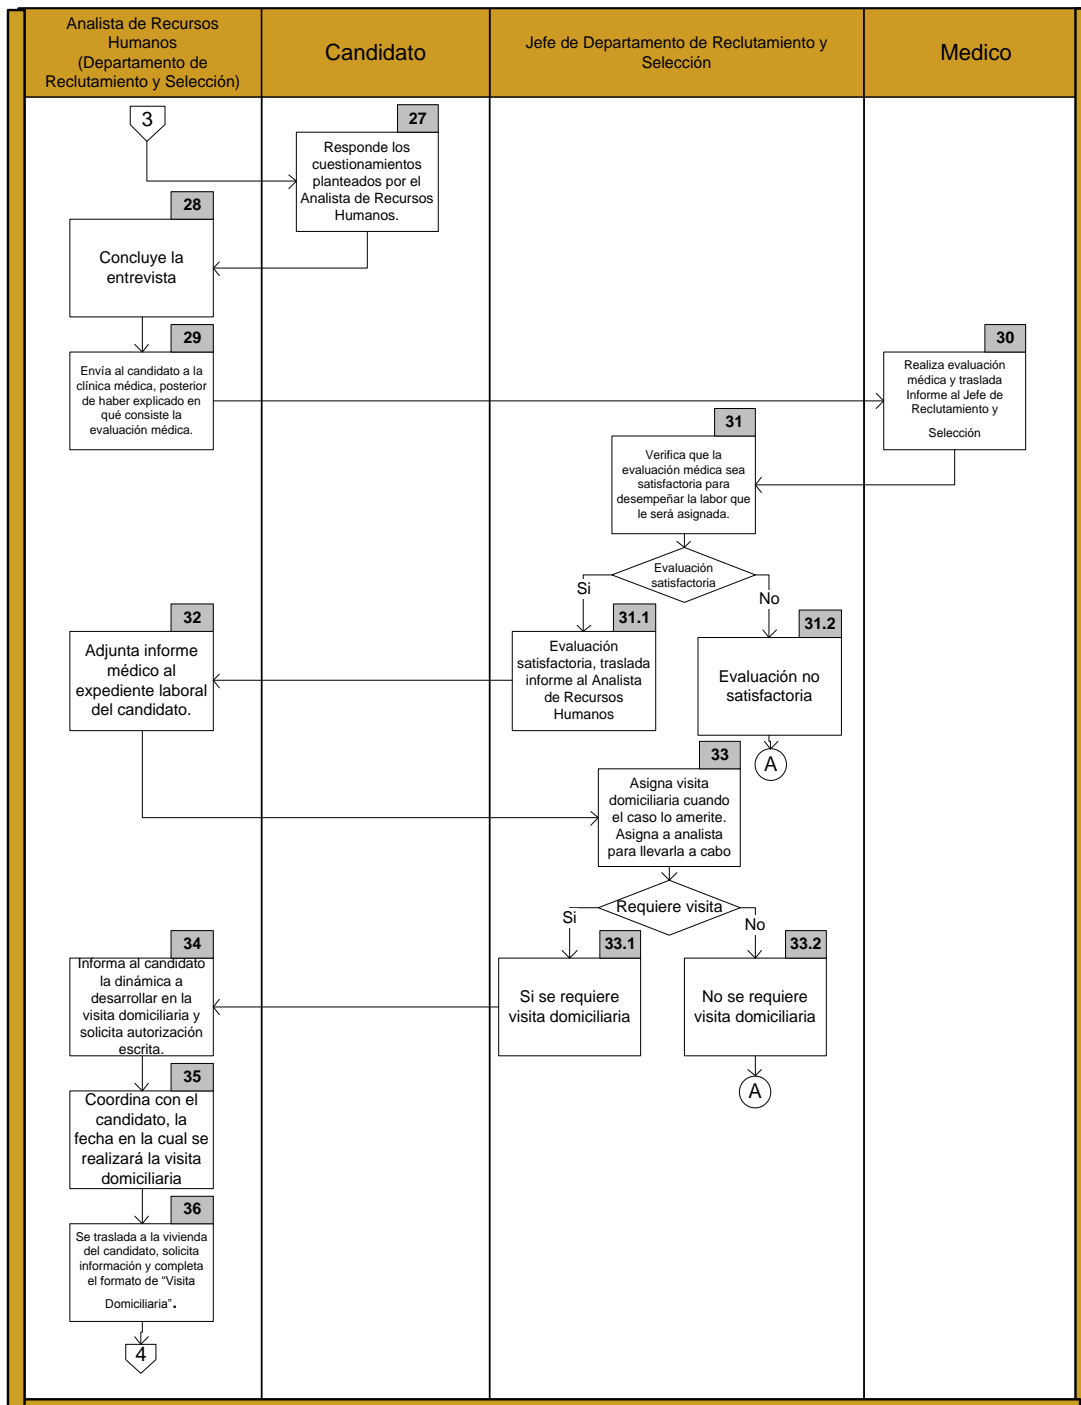 Analista de Recursos
Humanos
(Departamento de
Reclutamiento y Selección)
Candidato
Jefe de Departamento de Reclutamiento y
Selección
Medico
3
27
Responde los
cuestionamientos
planteados por el
Analista de Recursos
Humanos.
28
Concluye la
entrevista
29
Envía al candidato a la
clínica médica, posterior
de haber explicado en
qué consiste la
evaluación médica.
30
Realiza evaluación
médica y traslada
Informe al Jefe de
Reclutamiento y
Selección
31
Verifica que la
evaluación médica sea
satisfactoria para
desempeñar la labor que
le será asignada.
Evaluación
satisfactoria
Si
No
31.1
Evaluación
satisfactoria, traslada
informe al Analista
de Recursos
Humanos
31.2
Evaluación no
satisfactoria
A
32
Adjunta informe
médico al
expediente laboral
del candidato.
33
Asigna visita
domiciliaria cuando
el caso lo amerite.
Asigna a analista
para llevarla a cabo
Requiere visita
Si
No
33.1
Si se requiere
visita domiciliaria
33.2
No se requiere
visita domiciliaria
A
34
Informa al candidato
la dinámica a
desarrollar en la
visita domiciliaria y
solicita autorización
escrita.
35
Coordina con el
candidato, la
fecha en la cual se
realizará la visita
domiciliaria
36
Se traslada a la vivienda
del candidato, solicita
información y completa
el formato de “Visita
Domiciliaria”.
4